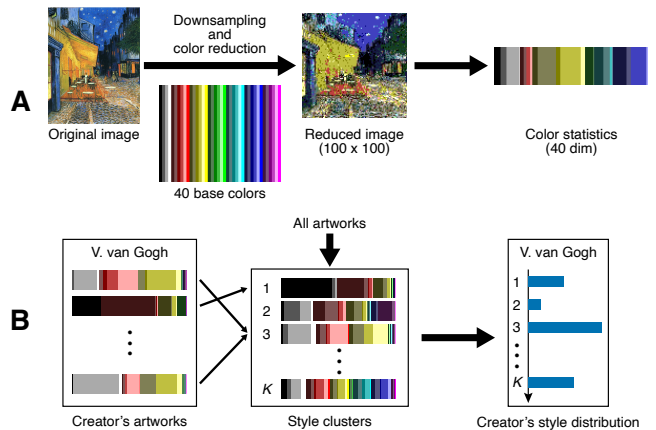 Downsampling
and
color reduction
A
Original image
40 base colors
Reduced image
(100 x 100)
Color statistics
(40 dim)
B
All artworks
V. van Gogh
Creator's artworks
1
2
3
K
Style clusters
V. van Gogh
1
2
3
K
Creator's style distribution